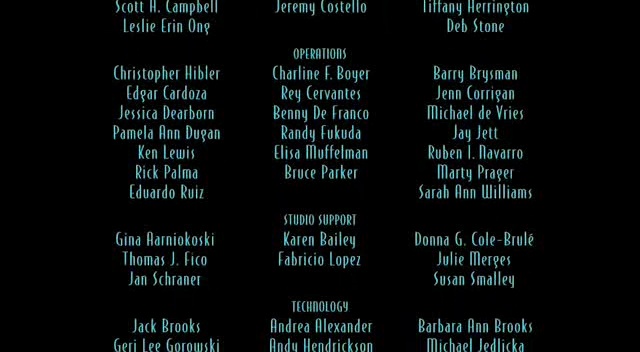 Scott H. Campbell Jeremy Costello Tiffany Herrington
Leslie Erin Ong Deb Stone
OPERATIONS
Christopher Hibler Charline F. Boyer Barry Brysman
Edgar Cardoza Rey Cervantes Jenn Corrigan
Jessica Dearborn Benny De Franco Michael de Vries
Pamela Ann Dugan Randy Fukuda Jay Jett
Ken Lewis Elisa Muffelman Ruben I. Navarro
Rick Palma Bruce Parker Marty Prager
Eduardo Ruiz Sarah Ann Williams
STUDIO SUPPORT
Gina Aarniokoski Karen Bailey Donna G. Cole-Brulé
Thomas J. Fico Fabricio Lopez Julie Merges
Jan Schraner Susan Smalley
TECHNOLOGY
Jack Brooks Andrea Alexander Barbara Ann Brooks
Geri Lee Gorowski Andy Hendrickson Michael Jedlicka